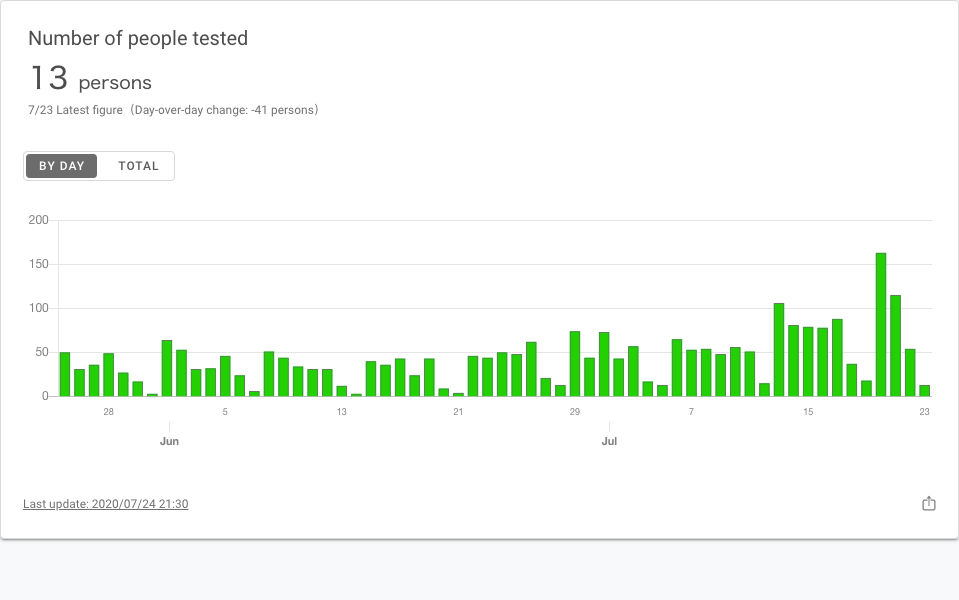 Number of people tested
13 persons
7/23 Latest figure（Day-over-day change: -41 persons）
BY DAY TOTAL
200
150
100
50
0
28 5 13 21 29 7 15 23
Jun Jul
Last update: 2020/07/24 21:30